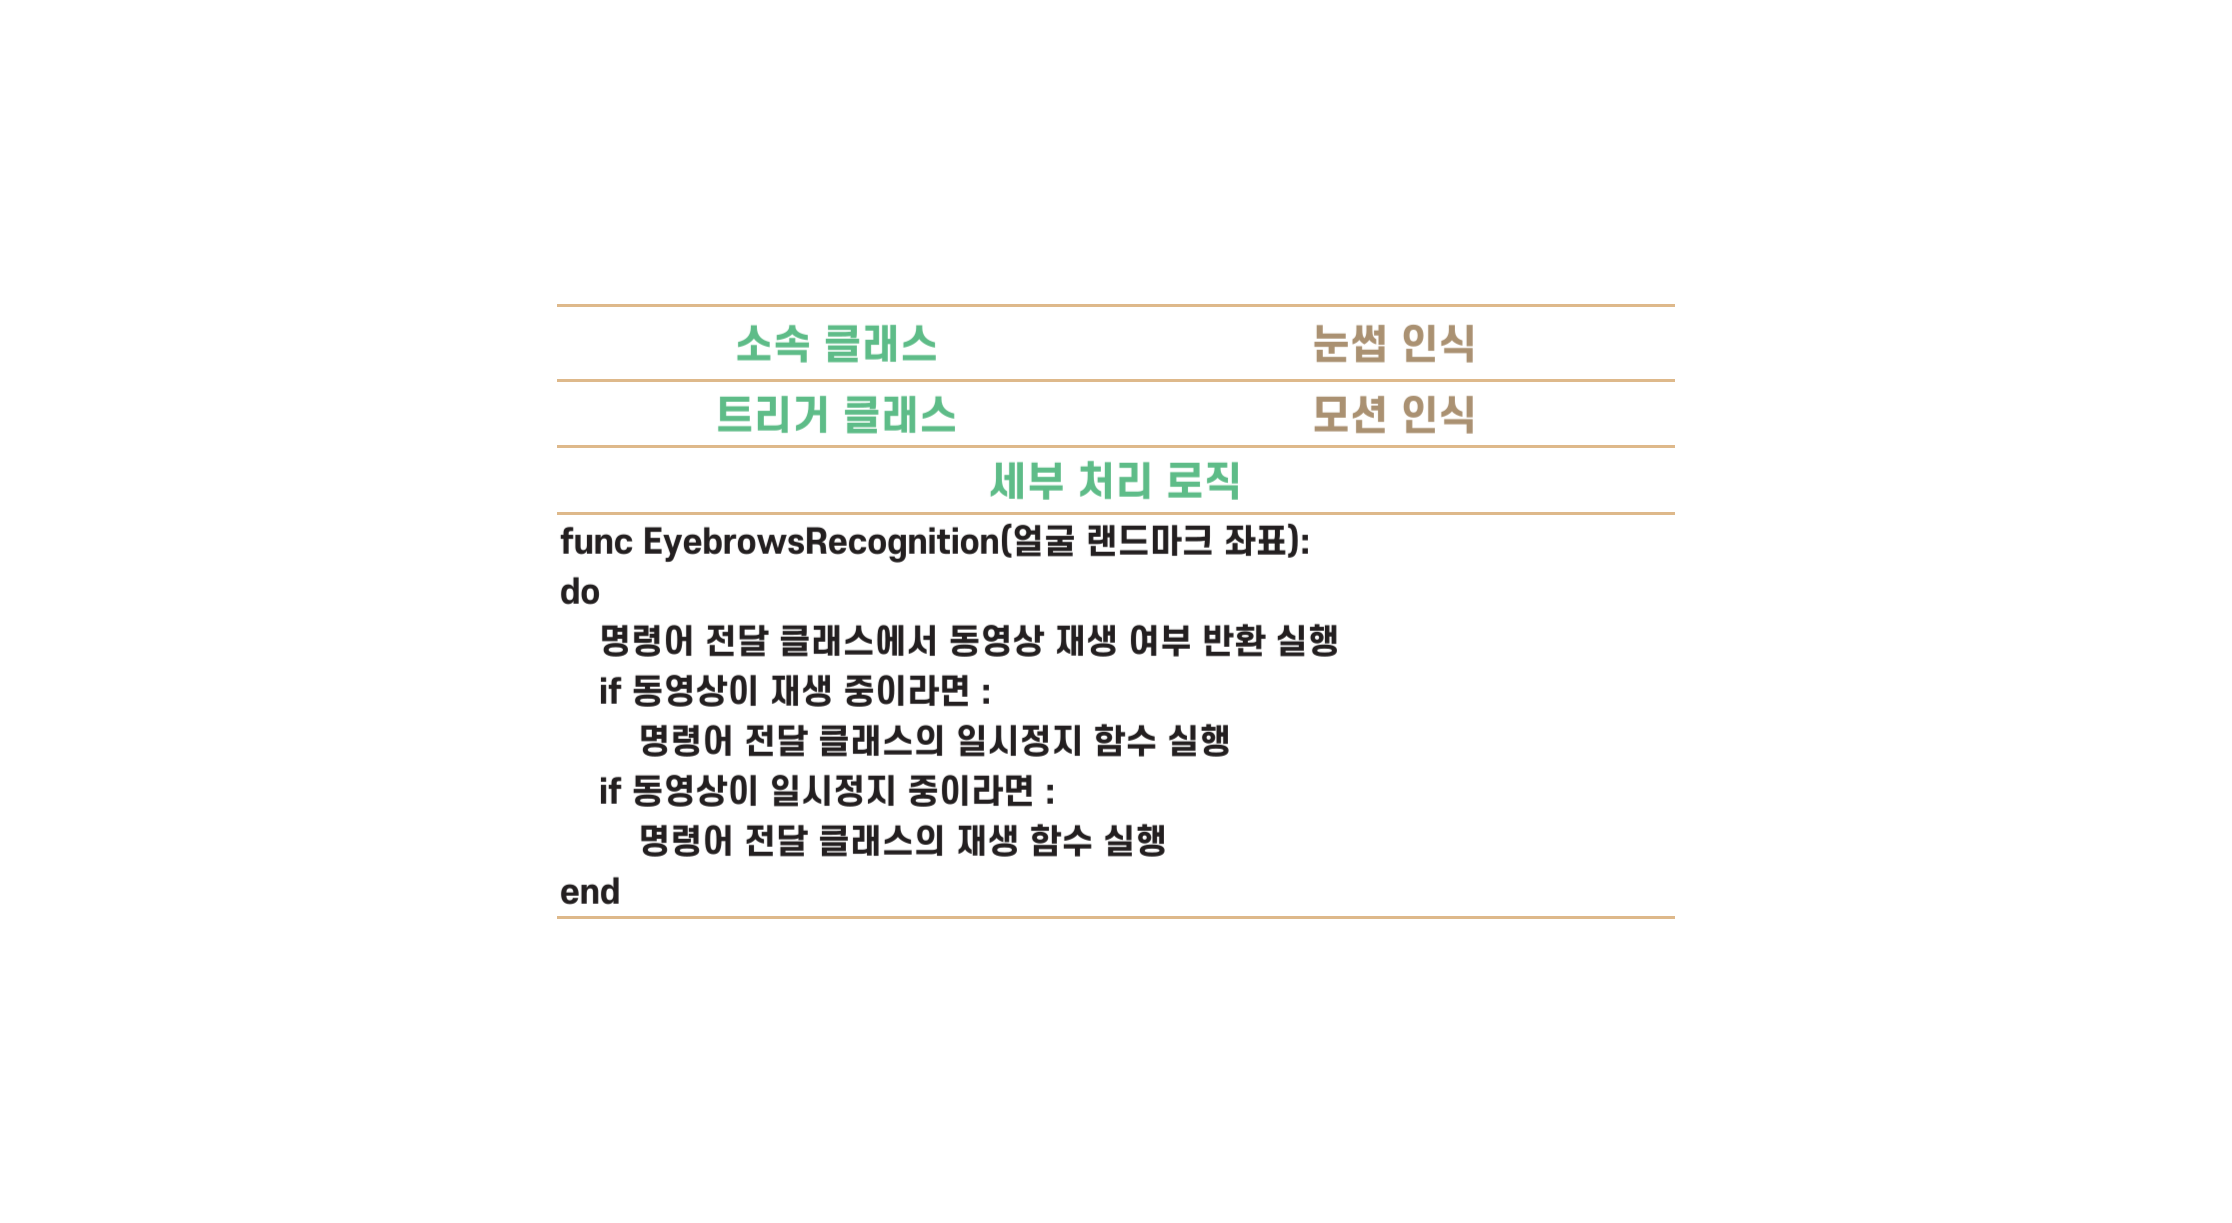 소속 클래스 눈썹 인식
트리거 클래스 모션 인식
세부 처리 로직
func EyebrowsRecognition(얼굴 랜드마크 좌표):
do
명령어 전달 클래스에서 동영상 재생 여부 반환 실행
if 동영상이 재생 중이라면 :
명령어 전달 클래스의 일시정지 함수 실행
if 동영상이 일시정지 중이라면 :
명령어 전달 클래스의 재생 함수 실행
end